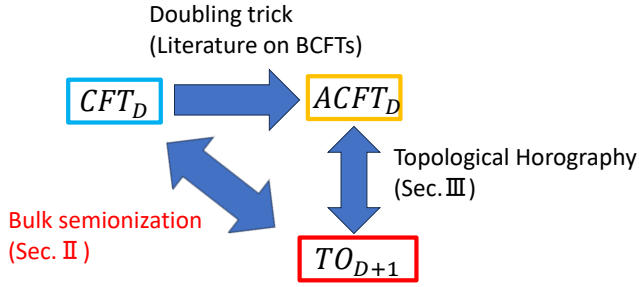 Doubling trick
(Literature on BCFTs)
CFT_D
ACFT_D
Topological Horography
(Sec. Ⅲ)
Bulk semionization
(Sec. Ⅱ)
TO_{D+1}